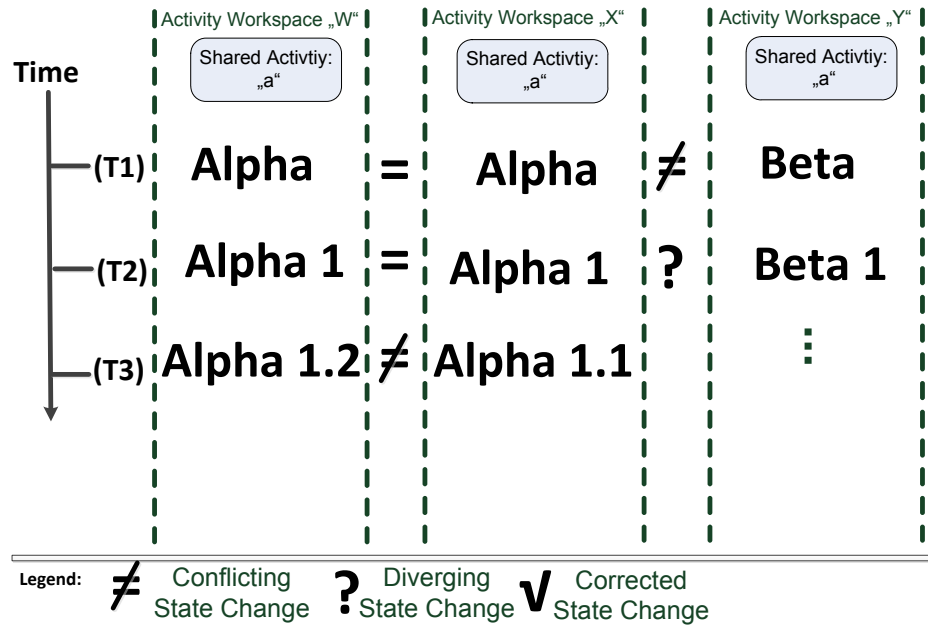 Activity Workspace „W“
Activity Workspace „X“
Activity Workspace „Y“
Shared Activtiy:
„a“
Shared Activtiy:
„a“
Shared Activtiy:
„a“
Time
(T1) Alpha = Alpha ≠ Beta
(T2) Alpha 1 = Alpha 1 ? Beta 1
(T3) Alpha 1.2 ≠ Alpha 1.1 ⋮
Legend:
≠ Conflicting
State Change
? Diverging
State Change
√ Corrected
State Change